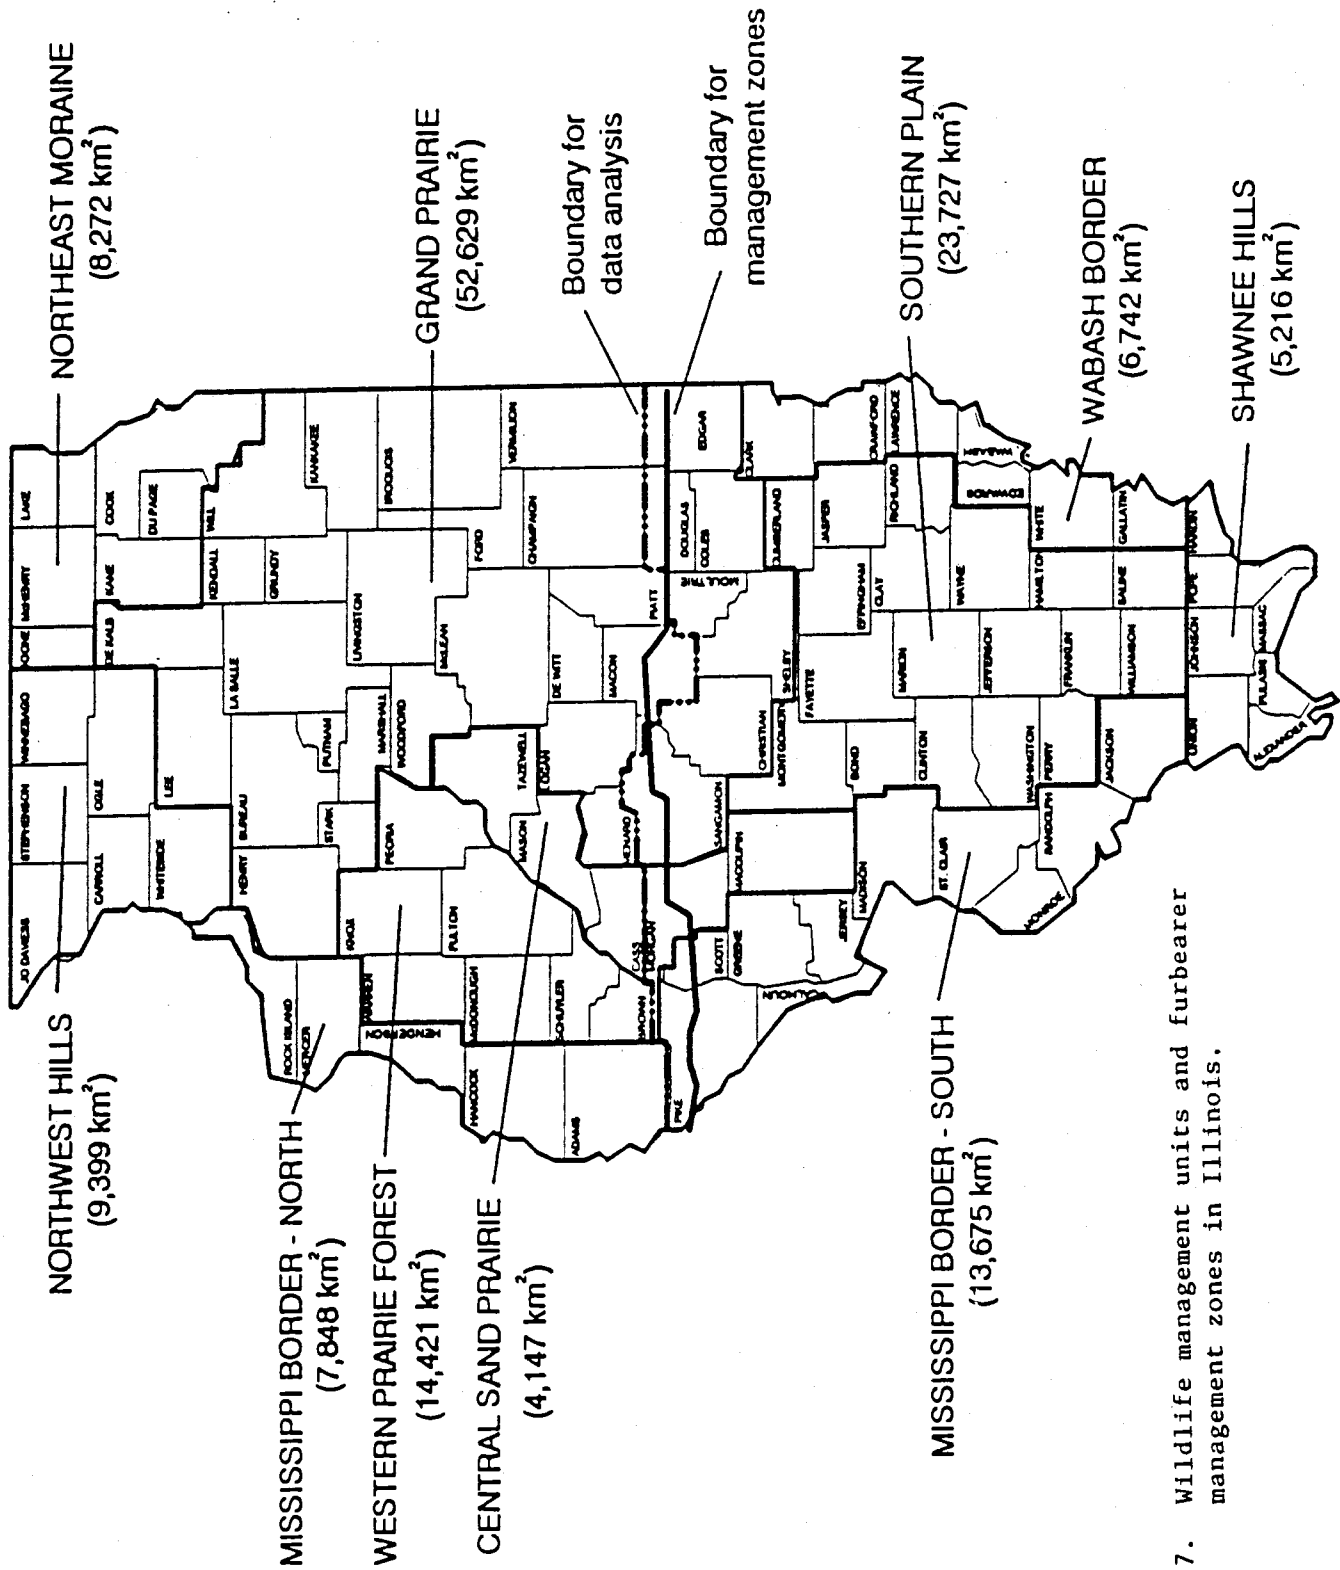 NORTHEAST MORAINE
(8,272 km²)
GRAND PRAIRIE
(52,629 km²)
Boundary for
data analysis
Boundary for
management zones
SOUTHERN PLAIN
(23,727 km²)
WABASH BORDER
(6,742 km²)
SHAWNEE HILLS
(5,216 km²)
NORTHWEST HILLS
(9,399 km²)
MISSISSIPPI BORDER - NORTH
(7,848 km²)
WESTERN PRAIRIE FOREST
(14,421 km²)
CENTRAL SAND PRAIRIE
(4,147 km²)
MISSISSIPPI BORDER - SOUTH
(13,675 km²)
JO DAVIESS
STEPHENSON
WINNEBAGO
BOONE
McHENRY
LAKE
CARROLL
OGLE
DE KALB
KANE
COOK
DU PAGE
WHITESIDE
LEE
KENDALL
WILL
ROCK ISLAND
MERCER
HENRY
BUREAU
LA SALLE
GRUNDY
KANKAKEE
PUTNAM
STARK
KNOX
WARREN
HENDERSON
PEORIA
MARSHALL
WOODFORD
LIVINGSTON
IROQUOIS
FORD
HANCOCK
McDONOUGH
FULTON
TAZEWELL
LOGAN
McLEAN
CHAMPAIGN
VERMILION
MASON
SCHUYLER
ADAMS
BROWN
CASS
MORGAN
MENARD
DE WITT
MACON
PIATT
PIKE
SCOTT
GREENE
SANGAMON
MACOUPIN
CHRISTIAN
MONTGOMERY
SHELBY
MOULTRIE
DOUGLAS
COLES
EDGAR
CLARK
CUMBERLAND
CALHOUN
JERSEY
MADISON
BOND
FAYETTE
EFFINGHAM
JASPER
CRAWFORD
LAWRENCE
RICHLAND
CLAY
MARION
CLINTON
ST. CLAIR
MONROE
RANDOLPH
WASHINGTON
PERRY
JEFFERSON
WAYNE
EDWARDS
WABASH
WHITE
HAMILTON
FRANKLIN
JACKSON
WILLIAMSON
SALINE
GALLATIN
UNION
JOHNSON
POPE
HARDIN
ALEXANDER
PULASKI
MASSAC
7. Wildlife management units and furbearer
management zones in Illinois.